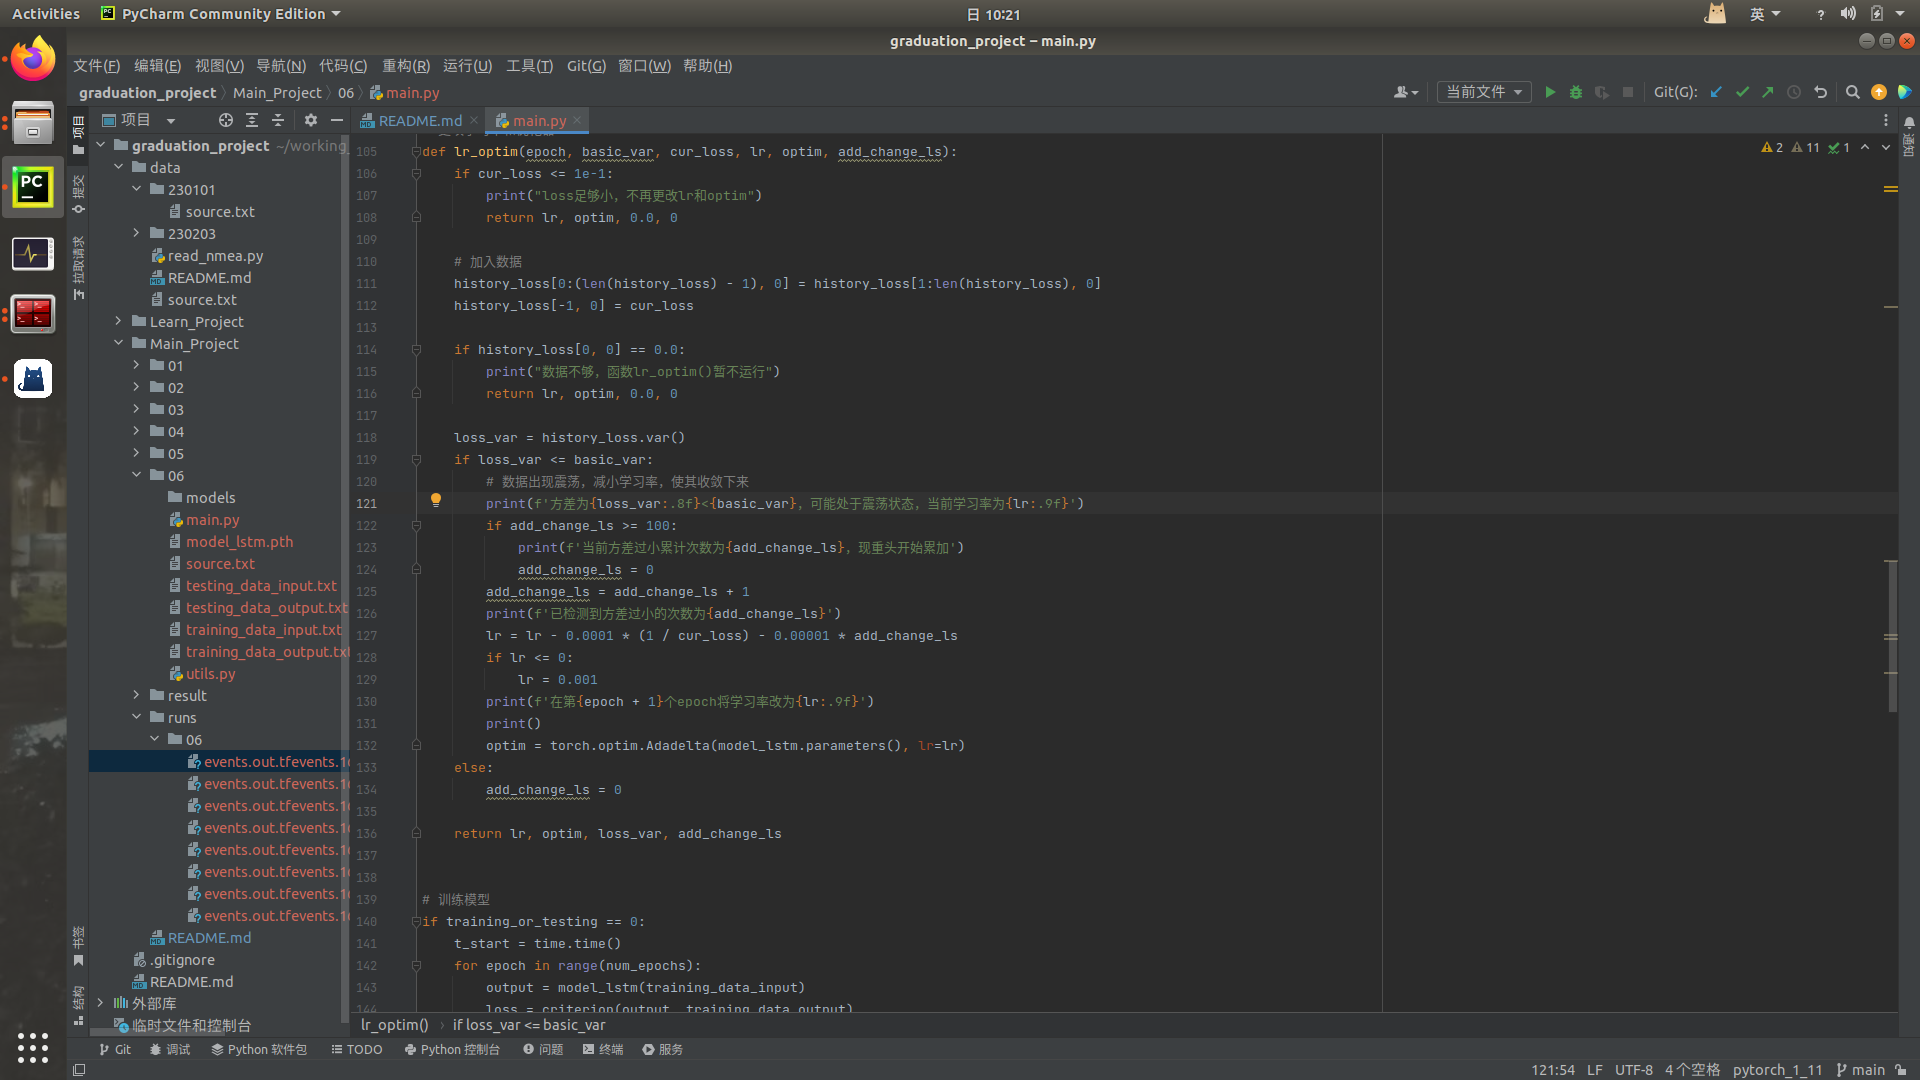 Activities PyCharm Community Edition 日 10:21 英 ?
graduation_project – main.py
文件(F) 编辑(E) 视图(V) 导航(N) 代码(C) 重构(R) 运行(U) 工具(T) Git(G) 窗口(W) 帮助(H)
graduation_project Main_Project 06 main.py 当前文件 Git(G):
项目 README.md main.py
项目
提交
拉取请求
书签
结构
通知
2 11 1
graduation_project ~/working_
data
230101
source.txt
230203
read_nmea.py
README.md
source.txt
Learn_Project
Main_Project
01
02
03
04
05
06
models
main.py
model_lstm.pth
source.txt
testing_data_input.txt
testing_data_output.txt
training_data_input.txt
training_data_output.txt
utils.py
result
runs
06
events.out.tfevents.1
events.out.tfevents.1
events.out.tfevents.1
events.out.tfevents.1
events.out.tfevents.1
events.out.tfevents.1
events.out.tfevents.1
events.out.tfevents.1
README.md
.gitignore
README.md
外部库
临时文件和控制台
105 def lr_optim(epoch, basic_var, cur_loss, lr, optim, add_change_ls):
106 if cur_loss <= 1e-1:
107 print("loss足够小，不再更改lr和optim")
108 return lr, optim, 0.0, 0
109
110 # 加入数据
111 history_loss[0:(len(history_loss) - 1), 0] = history_loss[1:len(history_loss), 0]
112 history_loss[-1, 0] = cur_loss
113
114 if history_loss[0, 0] == 0.0:
115 print("数据不够，函数lr_optim()暂不运行")
116 return lr, optim, 0.0, 0
117
118 loss_var = history_loss.var()
119 if loss_var <= basic_var:
120 # 数据出现震荡，减小学习率，使其收敛下来
121 print(f'方差为{loss_var:.8f}<{basic_var}，可能处于震荡状态，当前学习率为{lr:.9f}')
122 if add_change_ls >= 100:
123 print(f'当前方差过小累计次数为{add_change_ls}，现重头开始累加')
124 add_change_ls = 0
125 add_change_ls = add_change_ls + 1
126 print(f'已检测到方差过小的次数为{add_change_ls}')
127 lr = lr - 0.0001 * (1 / cur_loss) - 0.00001 * add_change_ls
128 if lr <= 0:
129 lr = 0.001
130 print(f'在第{epoch + 1}个epoch将学习率改为{lr:.9f}')
131 print()
132 optim = torch.optim.Adadelta(model_lstm.parameters(), lr=lr)
133 else:
134 add_change_ls = 0
135
136 return lr, optim, loss_var, add_change_ls
137
138
139 # 训练模型
140 if training_or_testing == 0:
141 t_start = time.time()
142 for epoch in range(num_epochs):
143 output = model_lstm(training_data_input)
144 loss = criterion(output, training_data_output)
lr_optim() if loss_var <= basic_var
Git 调试 Python 软件包 TODO Python 控制台 问题 终端 服务
121:54 LF UTF-8 4 个空格 pytorch_1_11 main